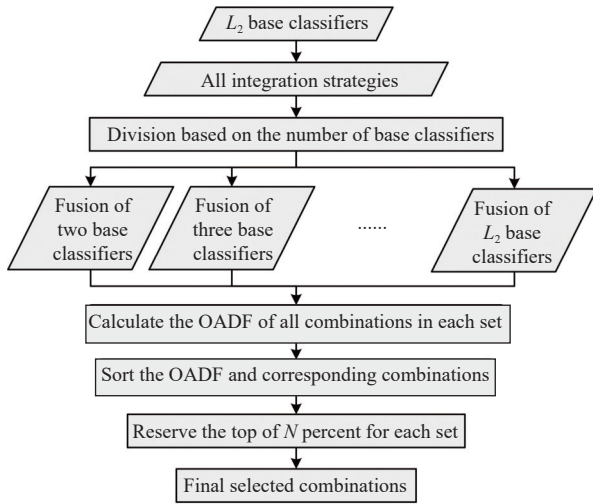 L₂ base classifiers
All integration strategies
Division based on the number of base classifiers
Fusion of
two base
classifiers
Fusion of
three base
classifiers
......
Fusion of
L₂ base
classifiers
Calculate the OADF of all combinations in each set
Sort the OADF and corresponding combinations
Reserve the top of N percent for each set
Final selected combinations